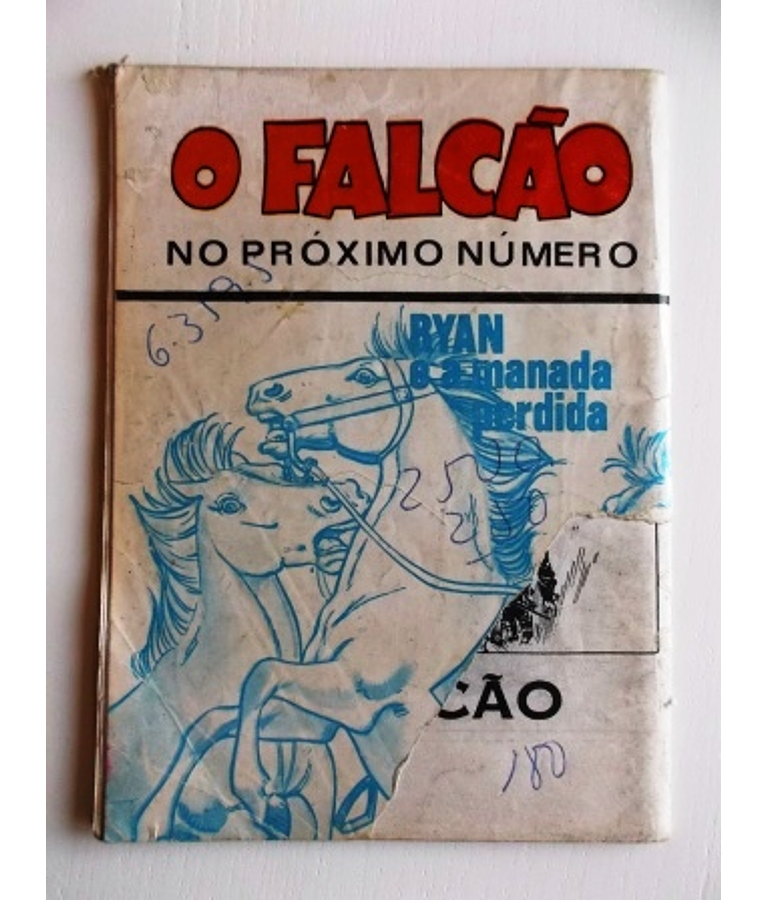 O FALCÃO
NO PRÓXIMO NÚMERO
RYAN
e a manada
perdida
CÃO
180